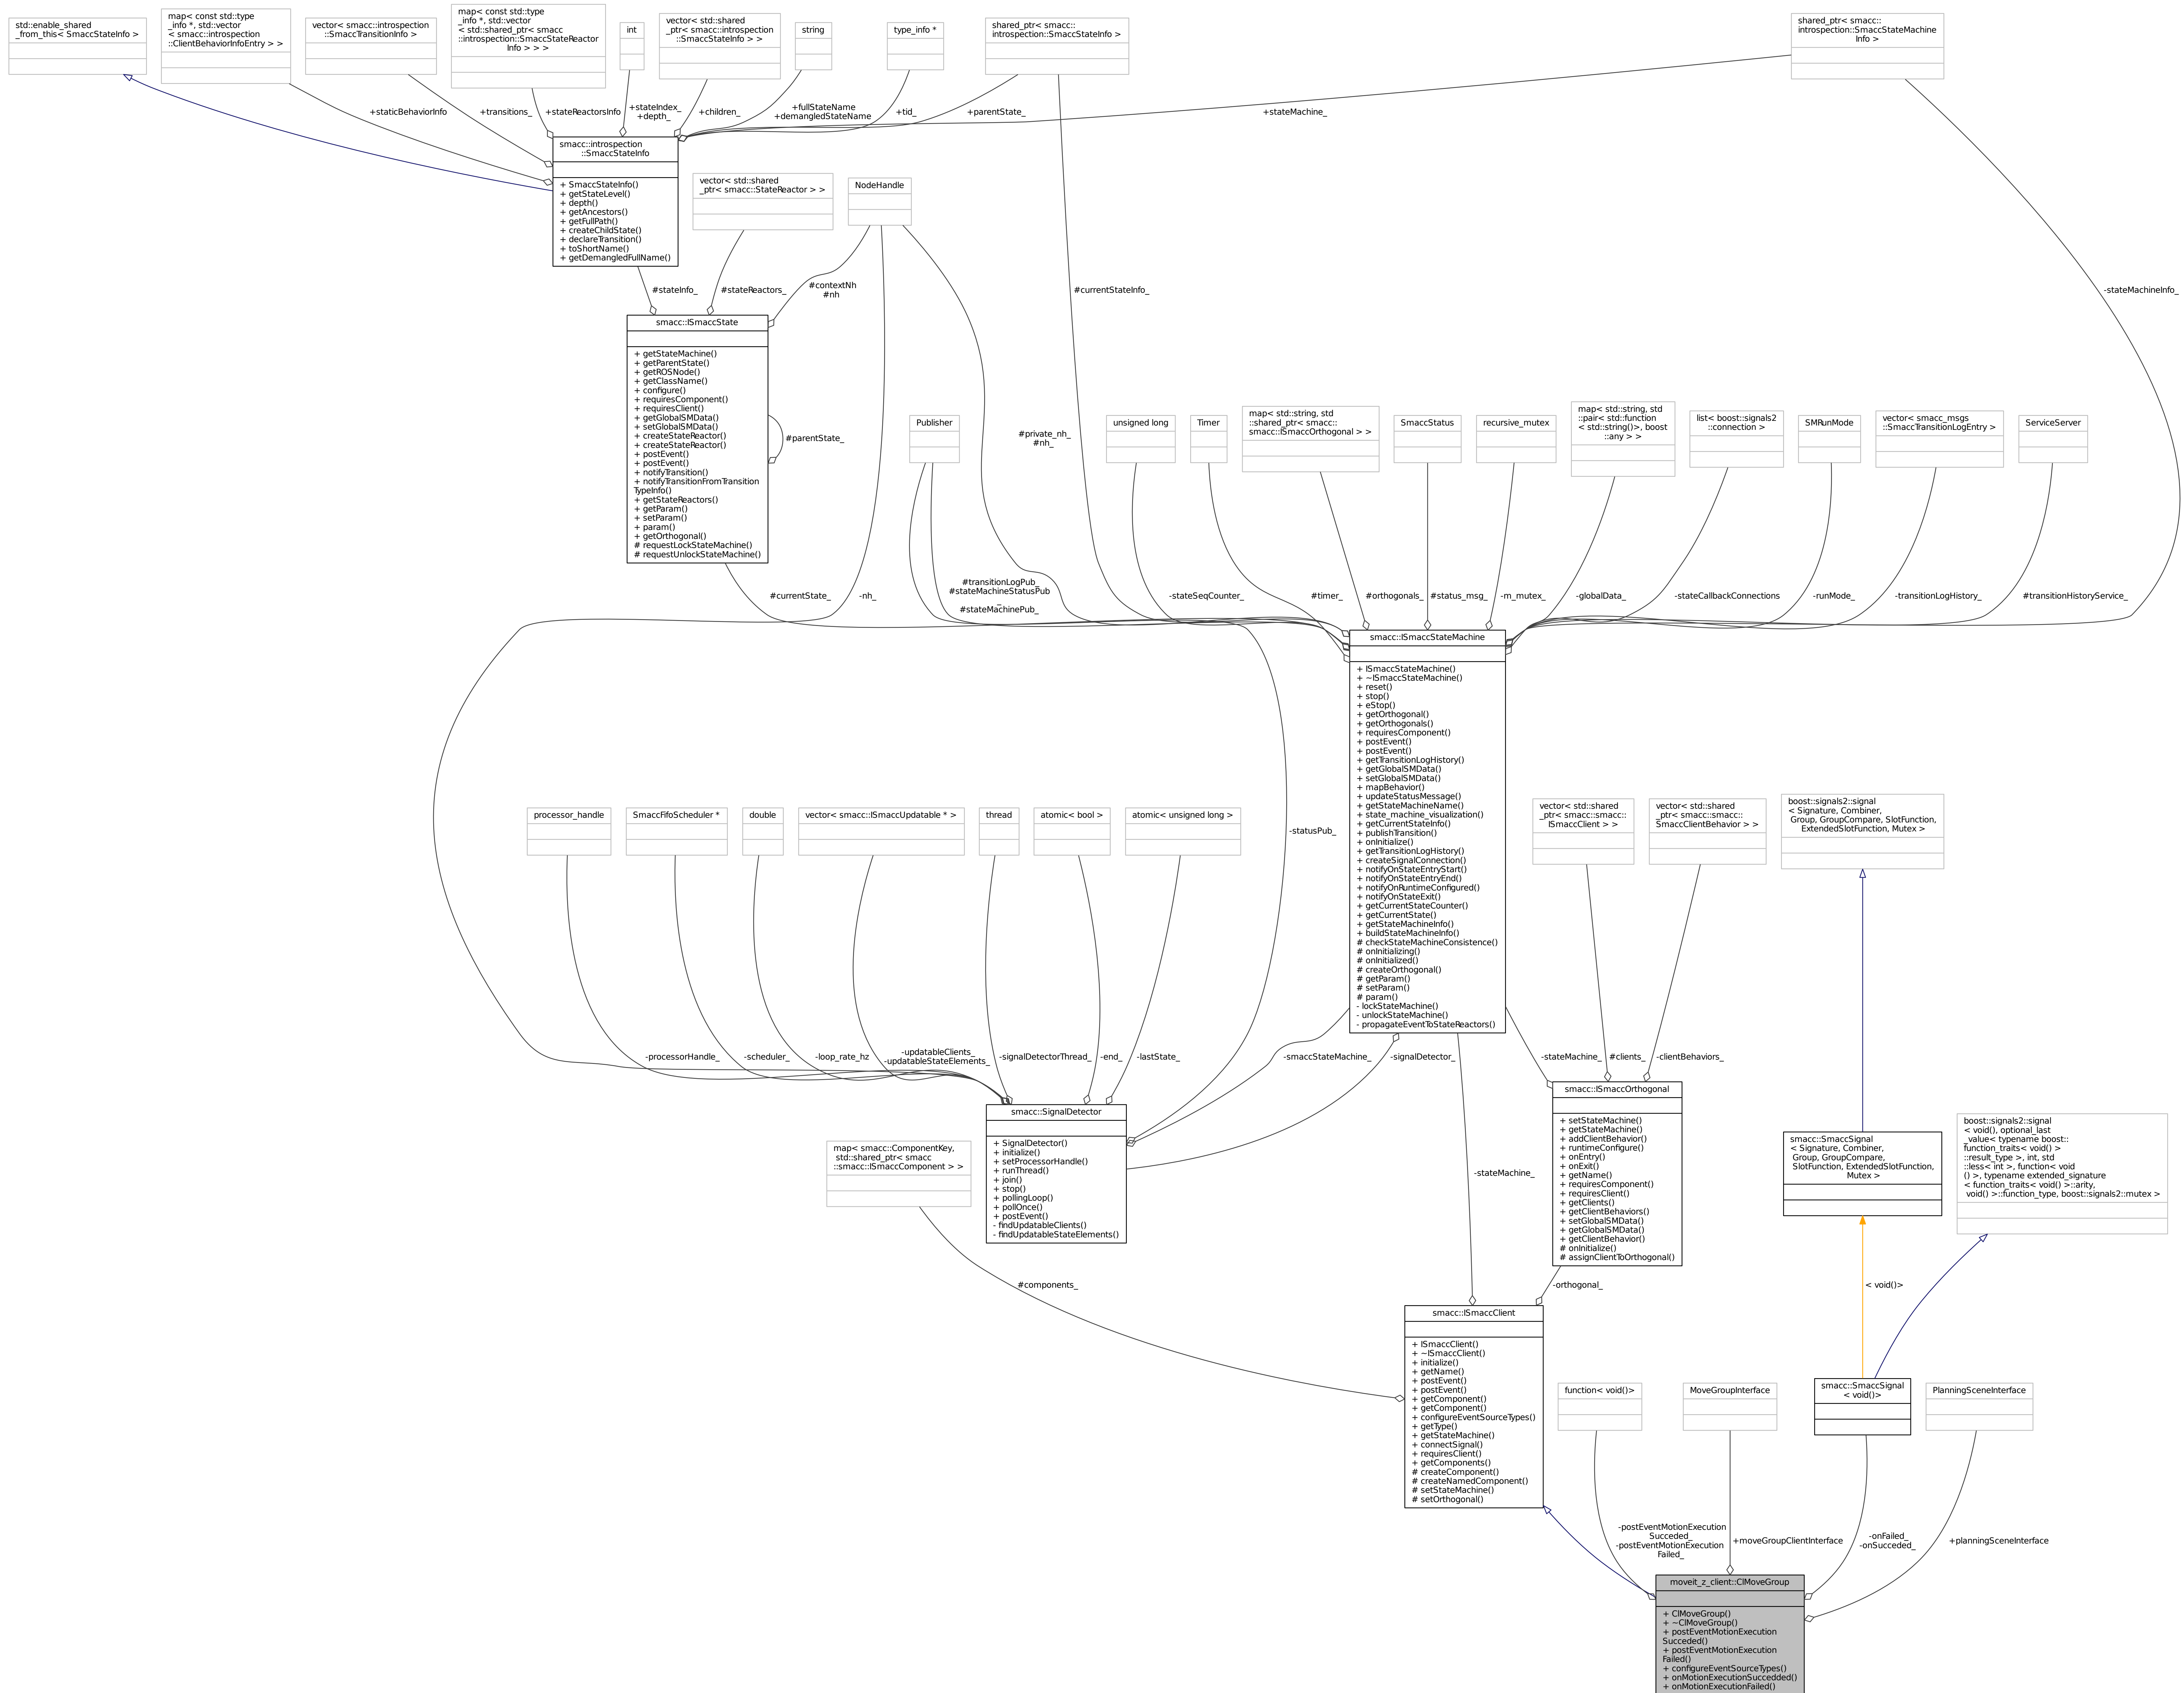 std::enable_shared
_from_this< SmaccStateInfo >
map< const std::type
_info *, std::vector
< smacc::introspection
::ClientBehaviorInfoEntry > >
vector< smacc::introspection
::SmaccTransitionInfo >
map< const std::type
_info *, std::vector
< std::shared_ptr< smacc
::introspection::SmaccStateReactor
Info > > >
int
vector< std::shared
_ptr< smacc::introspection
::SmaccStateInfo > >
string
type_info *
shared_ptr< smacc::
introspection::SmaccStateInfo >
shared_ptr< smacc::
introspection::SmaccStateMachine
Info >
+staticBehaviorInfo
+transitions_
+stateReactorsInfo
+stateIndex_
+depth_
+children_
+fullStateName
+demangledStateName
+tid_
+parentState_
+stateMachine_
smacc::introspection
::SmaccStateInfo
+ SmaccStateInfo()
+ getStateLevel()
+ depth()
+ getAncestors()
+ getFullPath()
+ createChildState()
+ declareTransition()
+ toShortName()
+ getDemangledFullName()
vector< std::shared
_ptr< smacc::StateReactor > >
NodeHandle
#stateInfo_
#stateReactors_
#contextNh
#nh
#currentStateInfo_
-stateMachineInfo_
smacc::ISmaccState
+ getStateMachine()
+ getParentState()
+ getROSNode()
+ getClassName()
+ configure()
+ requiresComponent()
+ requiresClient()
+ getGlobalSMData()
+ setGlobalSMData()
+ createStateReactor()
+ createStateReactor()
+ postEvent()
+ postEvent()
+ notifyTransition()
+ notifyTransitionFromTransition
TypeInfo()
+ getStateReactors()
+ getParam()
+ setParam()
+ param()
+ getOrthogonal()
# requestLockStateMachine()
# requestUnlockStateMachine()
#parentState_
Publisher
#private_nh_
#nh_
unsigned long
Timer
map< std::string, std
::shared_ptr< smacc::
smacc::ISmaccOrthogonal > >
SmaccStatus
recursive_mutex
map< std::string, std
::pair< std::function
< std::string()>, boost
::any > >
list< boost::signals2
::connection >
SMRunMode
vector< smacc_msgs
::SmaccTransitionLogEntry >
ServiceServer
#currentState_
-nh_
#transitionLogPub_
#stateMachineStatusPub
_
#stateMachinePub_
-stateSeqCounter_
#timer_
#orthogonals_
#status_msg_
-m_mutex_
-globalData_
-stateCallbackConnections
-runMode_
-transitionLogHistory_
#transitionHistoryService_
smacc::ISmaccStateMachine
+ ISmaccStateMachine()
+ ~ISmaccStateMachine()
+ reset()
+ stop()
+ eStop()
+ getOrthogonal()
+ getOrthogonals()
+ requiresComponent()
+ postEvent()
+ postEvent()
+ getTransitionLogHistory()
+ getGlobalSMData()
+ setGlobalSMData()
+ mapBehavior()
+ updateStatusMessage()
+ getStateMachineName()
+ state_machine_visualization()
+ getCurrentStateInfo()
+ publishTransition()
+ onInitialize()
+ getTransitionLogHistory()
+ createSignalConnection()
+ notifyOnStateEntryStart()
+ notifyOnStateEntryEnd()
+ notifyOnRuntimeConfigured()
+ notifyOnStateExit()
+ getCurrentStateCounter()
+ getCurrentState()
+ getStateMachineInfo()
+ buildStateMachineInfo()
# checkStateMachineConsistence()
# onInitializing()
# onInitialized()
# createOrthogonal()
# getParam()
# setParam()
# param()
- lockStateMachine()
- unlockStateMachine()
- propagateEventToStateReactors()
processor_handle
SmaccFifoScheduler *
double
vector< smacc::ISmaccUpdatable * >
thread
atomic< bool >
atomic< unsigned long >
-statusPub_
vector< std::shared
_ptr< smacc::smacc::
ISmaccClient > >
vector< std::shared
_ptr< smacc::smacc::
SmaccClientBehavior > >
boost::signals2::signal
< Signature, Combiner,
Group, GroupCompare, SlotFunction,
ExtendedSlotFunction, Mutex >
-processorHandle_
-scheduler_
-loop_rate_hz
-updatableClients_
-updatableStateElements_
-signalDetectorThread_
-end_
-lastState_
-smaccStateMachine_
-signalDetector_
-stateMachine_
#clients_
-clientBehaviors_
smacc::SignalDetector
+ SignalDetector()
+ initialize()
+ setProcessorHandle()
+ runThread()
+ join()
+ stop()
+ pollingLoop()
+ pollOnce()
+ postEvent()
- findUpdatableClients()
- findUpdatableStateElements()
smacc::ISmaccOrthogonal
+ setStateMachine()
+ getStateMachine()
+ addClientBehavior()
+ runtimeConfigure()
+ onEntry()
+ onExit()
+ getName()
+ requiresComponent()
+ requiresClient()
+ getClients()
+ getClientBehaviors()
+ setGlobalSMData()
+ getGlobalSMData()
+ getClientBehavior()
# onInitialize()
# assignClientToOrthogonal()
map< smacc::ComponentKey,
std::shared_ptr< smacc
::smacc::ISmaccComponent > >
-stateMachine_
smacc::SmaccSignal
< Signature, Combiner,
Group, GroupCompare,
SlotFunction, ExtendedSlotFunction,
Mutex >
boost::signals2::signal
< void(), optional_last
_value< typename boost::
function_traits< void() >
::result_type >, int, std
::less< int >, function< void
() >, typename extended_signature
< function_traits< void() >::arity,
void() >::function_type, boost::signals2::mutex >
#components_
-orthogonal_
< void()>
smacc::ISmaccClient
+ ISmaccClient()
+ ~ISmaccClient()
+ initialize()
+ getName()
+ postEvent()
+ postEvent()
+ getComponent()
+ getComponent()
+ configureEventSourceTypes()
+ getType()
+ getStateMachine()
+ connectSignal()
+ requiresClient()
+ getComponents()
# createComponent()
# createNamedComponent()
# setStateMachine()
# setOrthogonal()
function< void()>
MoveGroupInterface
smacc::SmaccSignal
< void()>
PlanningSceneInterface
-postEventMotionExecution
Succeded_
-postEventMotionExecution
Failed_
+moveGroupClientInterface
-onFailed_
-onSucceded_
+planningSceneInterface
moveit_z_client::ClMoveGroup
+ ClMoveGroup()
+ ~ClMoveGroup()
+ postEventMotionExecution
Succeded()
+ postEventMotionExecution
Failed()
+ configureEventSourceTypes()
+ onMotionExecutionSuccedded()
+ onMotionExecutionFailed()